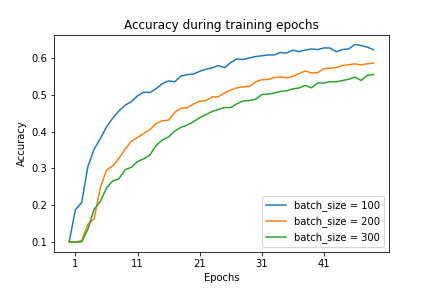 Accuracy during training epochs
Accuracy
0.6
0.5
0.4
0.3
0.2
0.1
batch_size = 100
batch_size = 200
batch_size = 300
1 11 21 31 41
Epochs